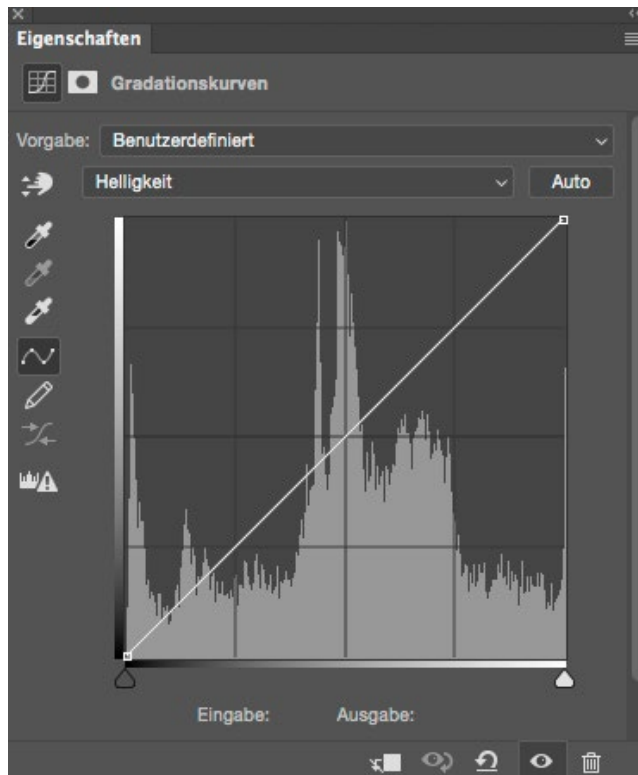 Eigenschaften
Gradationskurven
Vorgabe: Benutzerdefiniert
Helligkeit Auto
Eingabe: Ausgabe: